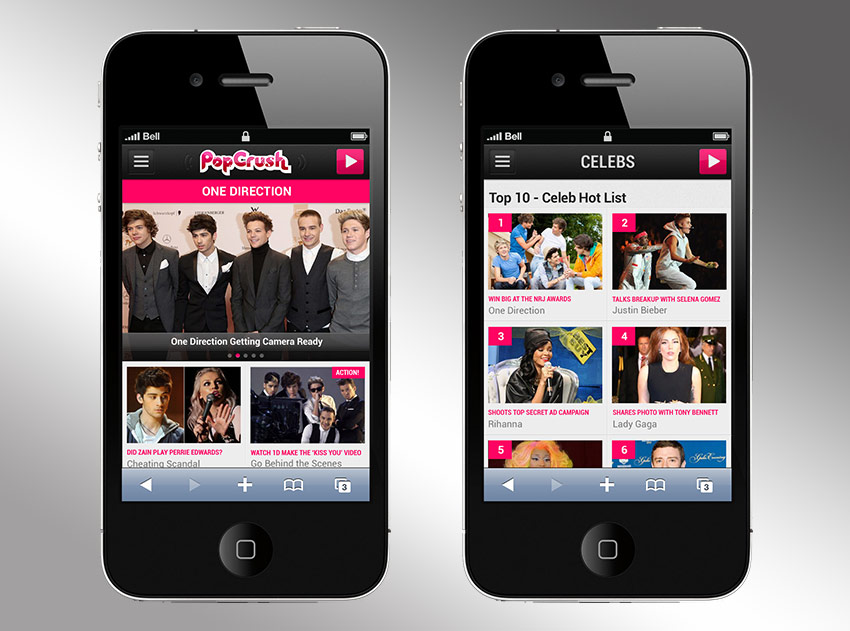 Bell
PopCrush
ONE DIRECTION
One Direction Getting Camera Ready
ACTION!
DID ZAIN PLAY PERRIE EDWARDS?
Cheating Scandal
WATCH 1D MAKE THE 'KISS YOU' VIDEO
Go Behind the Scenes
3
Bell
CELEBS
Top 10 - Celeb Hot List
1
WIN BIG AT THE NRJ AWARDS
One Direction
2
TALKS BREAKUP WITH SELENA GOMEZ
Justin Bieber
3
SHOOTS TOP SECRET AD CAMPAIGN
Rihanna
4
SHARES PHOTO WITH TONY BENNETT
Lady Gaga
5
6
3